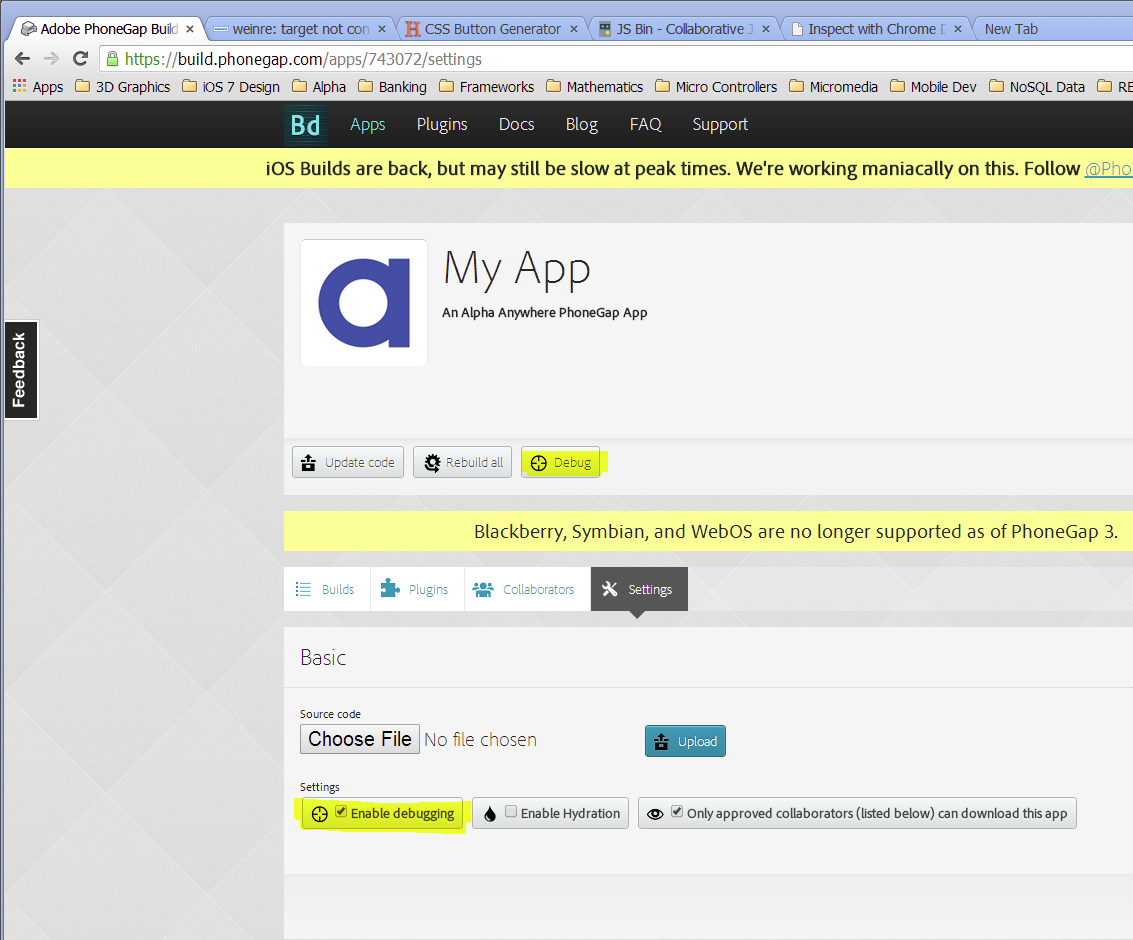 Adobe PhoneGap Build
weinre: target not con
CSS Button Generator
JS Bin - Collaborative J
Inspect with Chrome D
New Tab
https://build.phonegap.com/apps/743072/settings
Apps 3D Graphics iOS 7 Design Alpha Banking Frameworks Mathematics Micro Controllers Micromedia Mobile Dev NoSQL Data RE
Bd Apps Plugins Docs Blog FAQ Support
iOS Builds are back, but may still be slow at peak times. We're working maniacally on this. Follow @Pho
Feedback
a
My App
An Alpha Anywhere PhoneGap App
Update code Rebuild all Debug
Blackberry, Symbian, and WebOS are no longer supported as of PhoneGap 3.
Builds Plugins Collaborators Settings
Basic
Source code
Choose File No file chosen Upload
Settings
Enable debugging Enable Hydration Only approved collaborators (listed below) can download this app